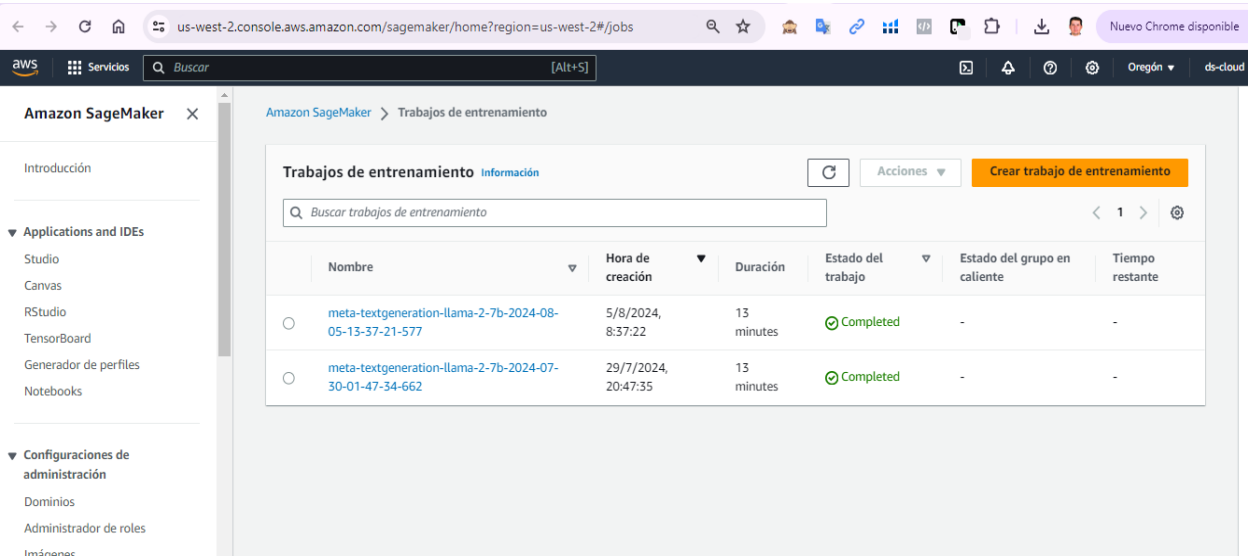 us-west-2.console.aws.amazon.com/sagemaker/home?region=us-west-2#/jobs
Nuevo Chrome disponible
aws
Servicios
Buscar
[Alt+S]
Oregón
ds-cloud
Amazon SageMaker
Introducción
Applications and IDEs
Studio
Canvas
RStudio
TensorBoard
Generador de perfiles
Notebooks
Configuraciones de
administración
Dominios
Administrador de roles
Imágenes
Amazon SageMaker > Trabajos de entrenamiento
Trabajos de entrenamiento Información
Acciones
Crear trabajo de entrenamiento
Buscar trabajos de entrenamiento
1
Nombre
Hora de
creación
Duración
Estado del
trabajo
Estado del grupo en
caliente
Tiempo
restante
meta-textgeneration-llama-2-7b-2024-08-
05-13-37-21-577
5/8/2024,
8:37:22
13
minutes
Completed
-
-
meta-textgeneration-llama-2-7b-2024-07-
30-01-47-34-662
29/7/2024,
20:47:35
13
minutes
Completed
-
-